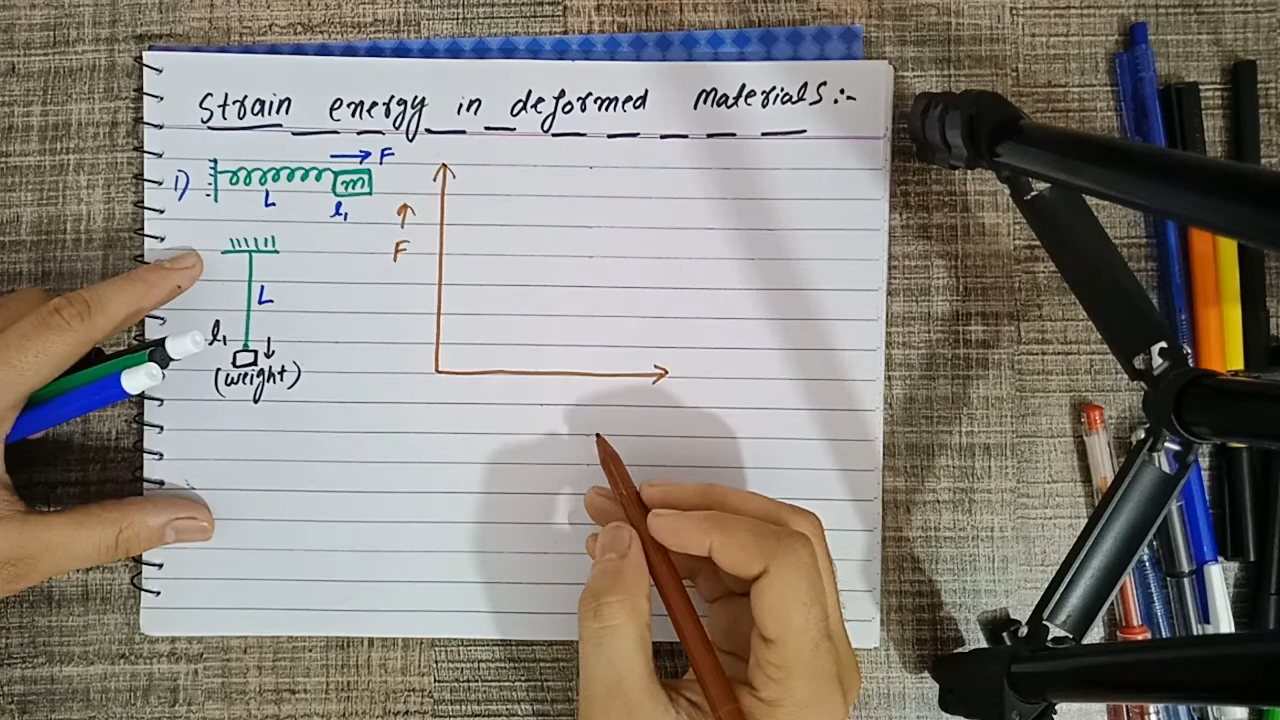 Strain energy in deformed Materials:-
1)
F
m
L
l₁
F
L
l₁
(weight)